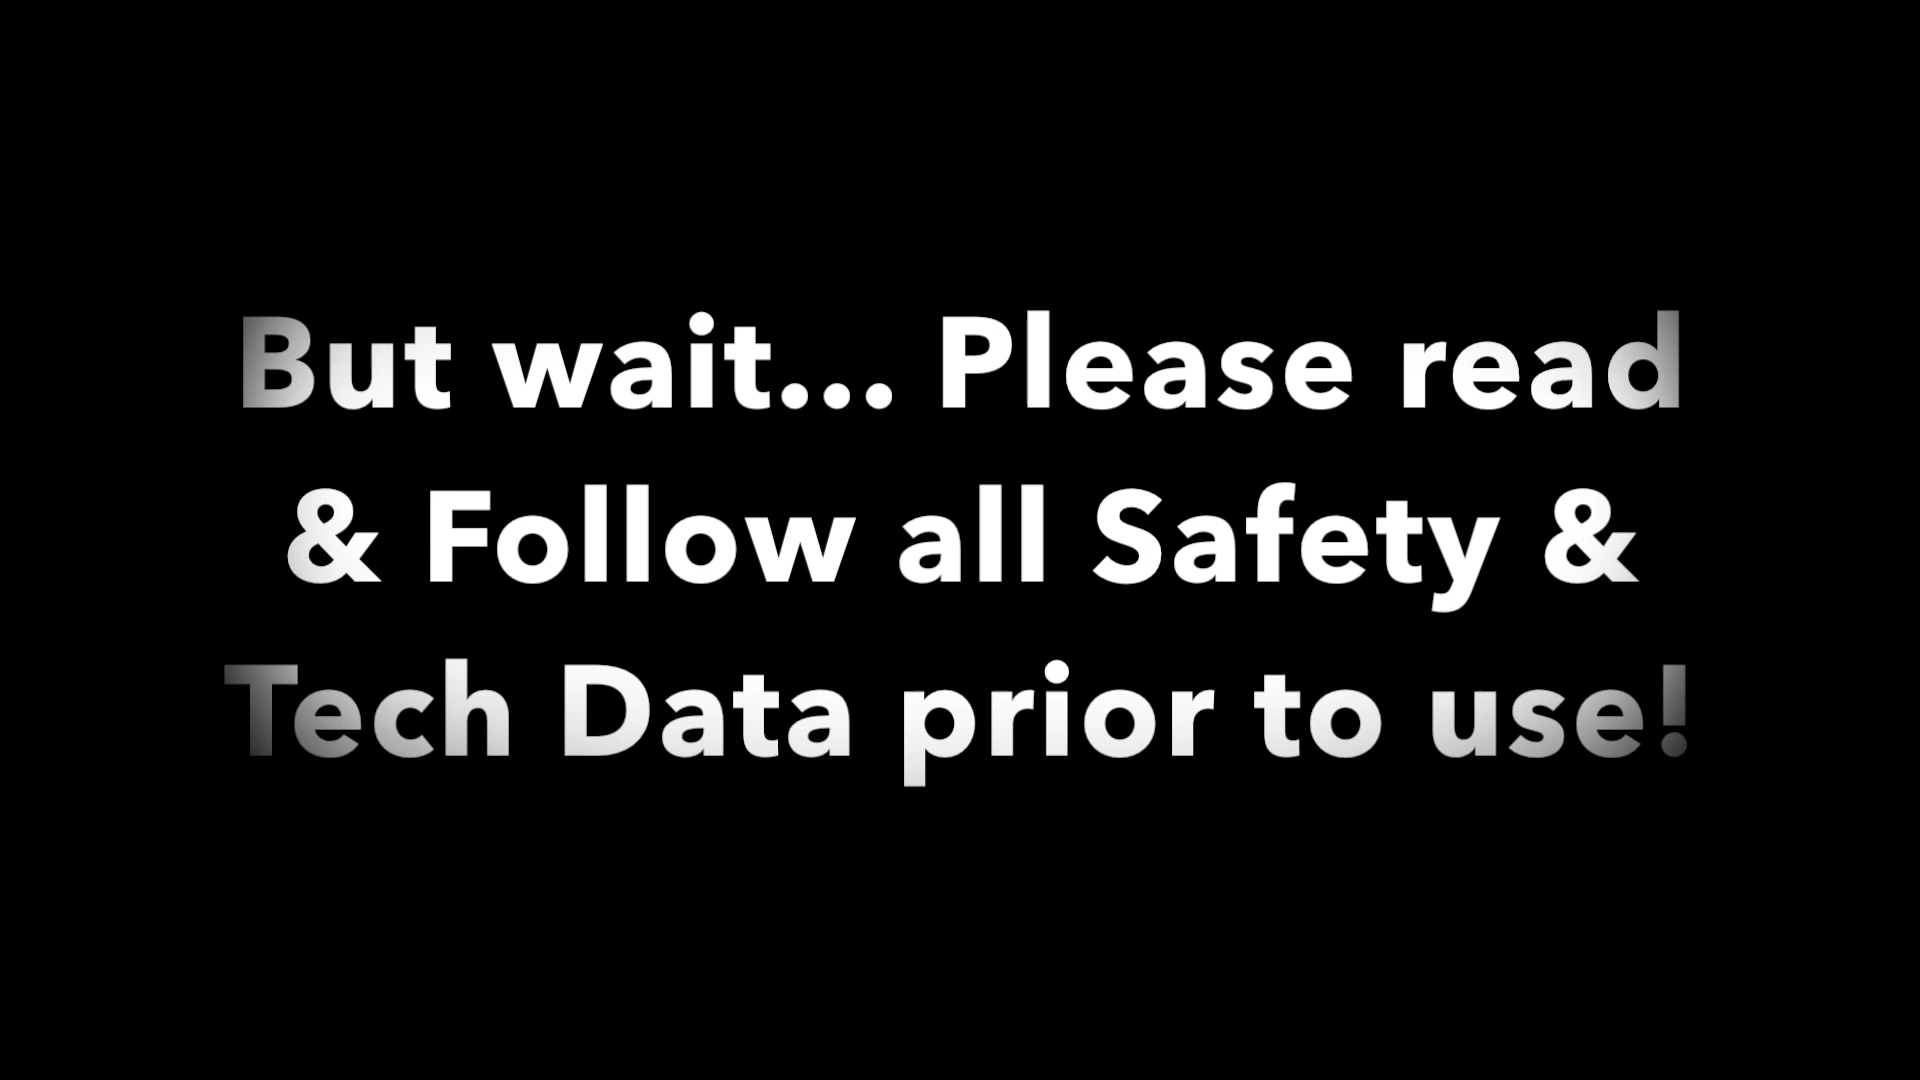 But wait... Please read
& Follow all Safety &
Tech Data prior to use!